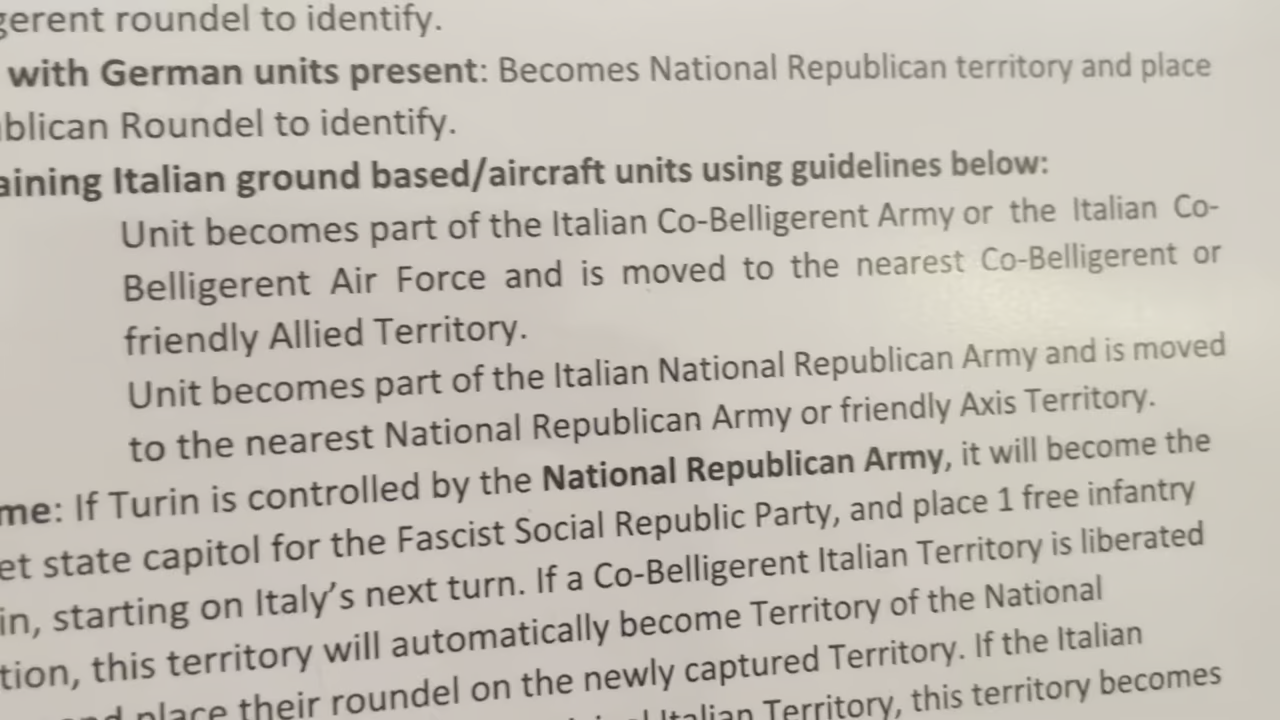 gerent roundel to identify.
with German units present: Becomes National Republican territory and place
blican Roundel to identify.
aining Italian ground based/aircraft units using guidelines below:
Unit becomes part of the Italian Co-Belligerent Army or the Italian Co-
Belligerent Air Force and is moved to the nearest Co-Belligerent or
friendly Allied Territory.
Unit becomes part of the Italian National Republican Army and is moved
to the nearest National Republican Army or friendly Axis Territory.
me: If Turin is controlled by the National Republican Army, it will become the
et state capitol for the Fascist Social Republic Party, and place 1 free infantry
in, starting on Italy's next turn. If a Co-Belligerent Italian Territory is liberated
tion, this territory will automatically become Territory of the National
place their roundel on the newly captured Territory. If the Italian
Italian Territory, this territory becomes